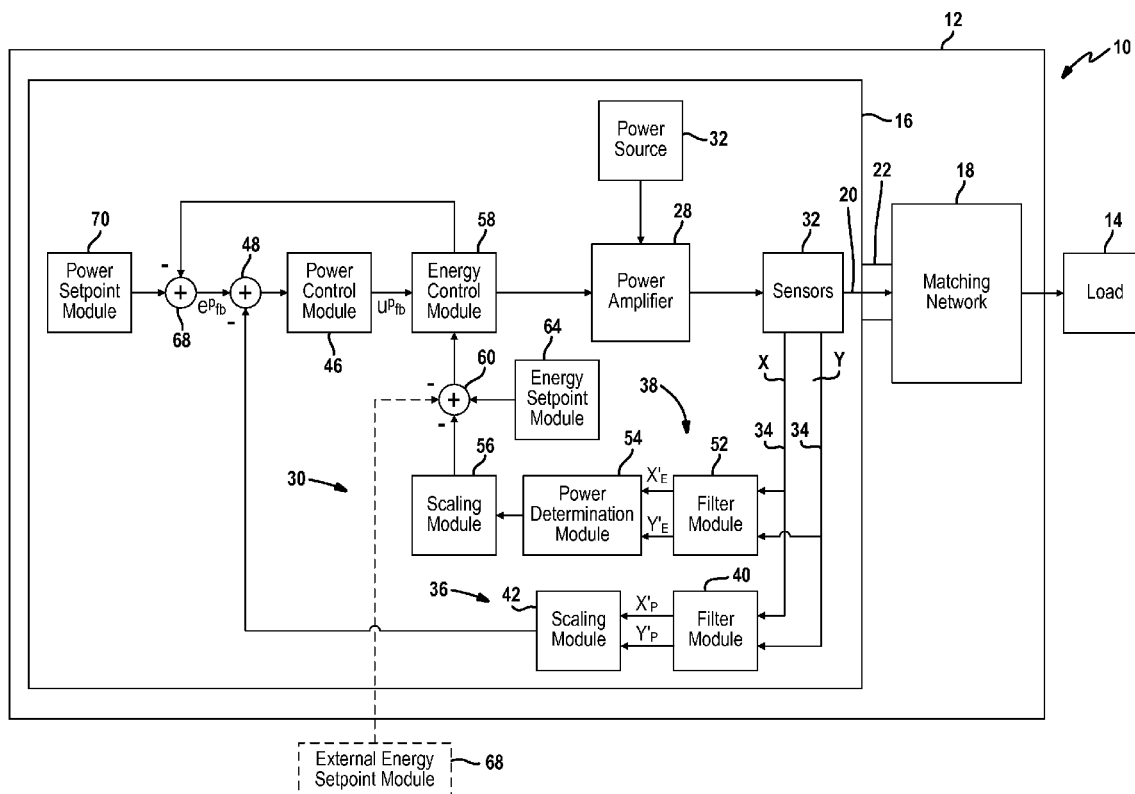 12
10
16
Power
Source
32
22
18
20
70
58
28
32
14
48
Power
Setpoint
Module
-
+
+
Power
Control
Module
Energy
Control
Module
Power
Amplifier
Sensors
Matching
Network
Load
68
eᵖfb
-
46
uᵖfb
64
60
-
+
-
Energy
Setpoint
Module
X
Y
38
34
34
56
54
52
30
Scaling
Module
Power
Determination
Module
X'E
Y'E
Filter
Module
36
42
40
Scaling
Module
X'P
Y'P
Filter
Module
External Energy
Setpoint Module
68